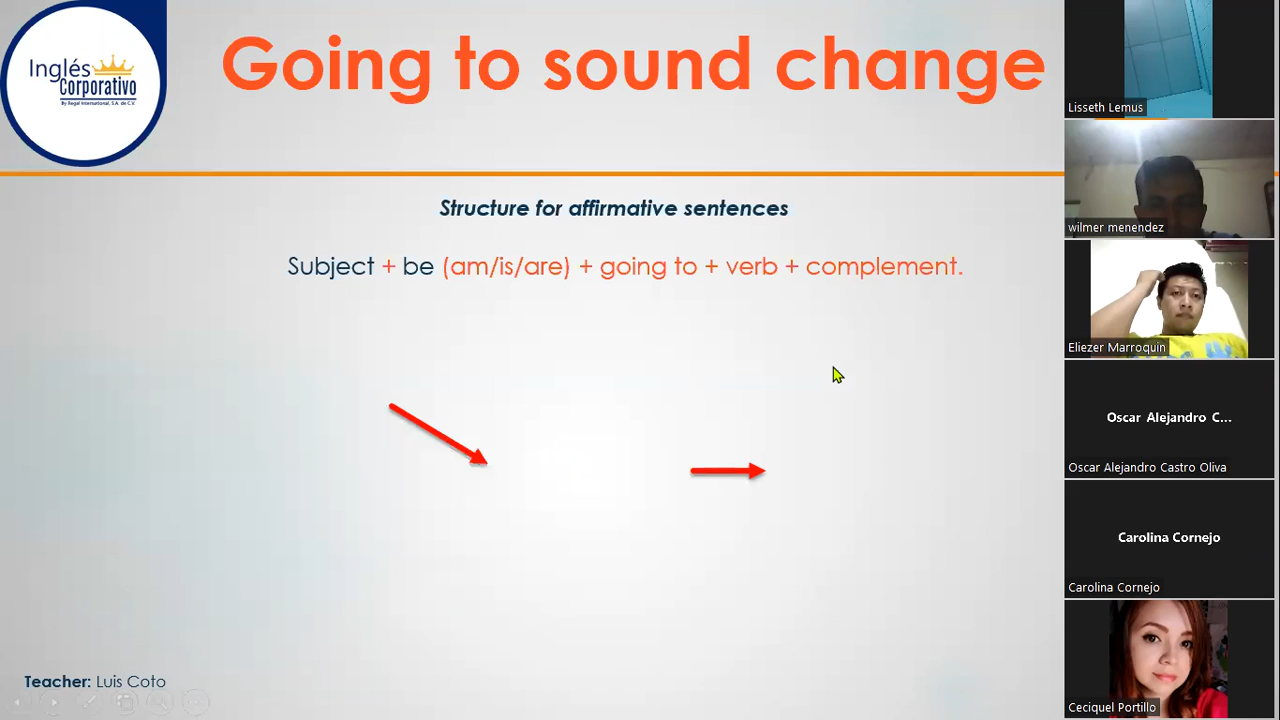 Inglés
Corporativo
By Regal International, S.A. de C.V.
Going to sound change
Structure for affirmative sentences
Subject + be (am/is/are) + going to + verb + complement.
Teacher: Luis Coto
Lisseth Lemus
wilmer menendez
Eliezer Marroquin
Oscar Alejandro C...
Oscar Alejandro Castro Oliva
Carolina Cornejo
Carolina Cornejo
Ceciquel Portillo